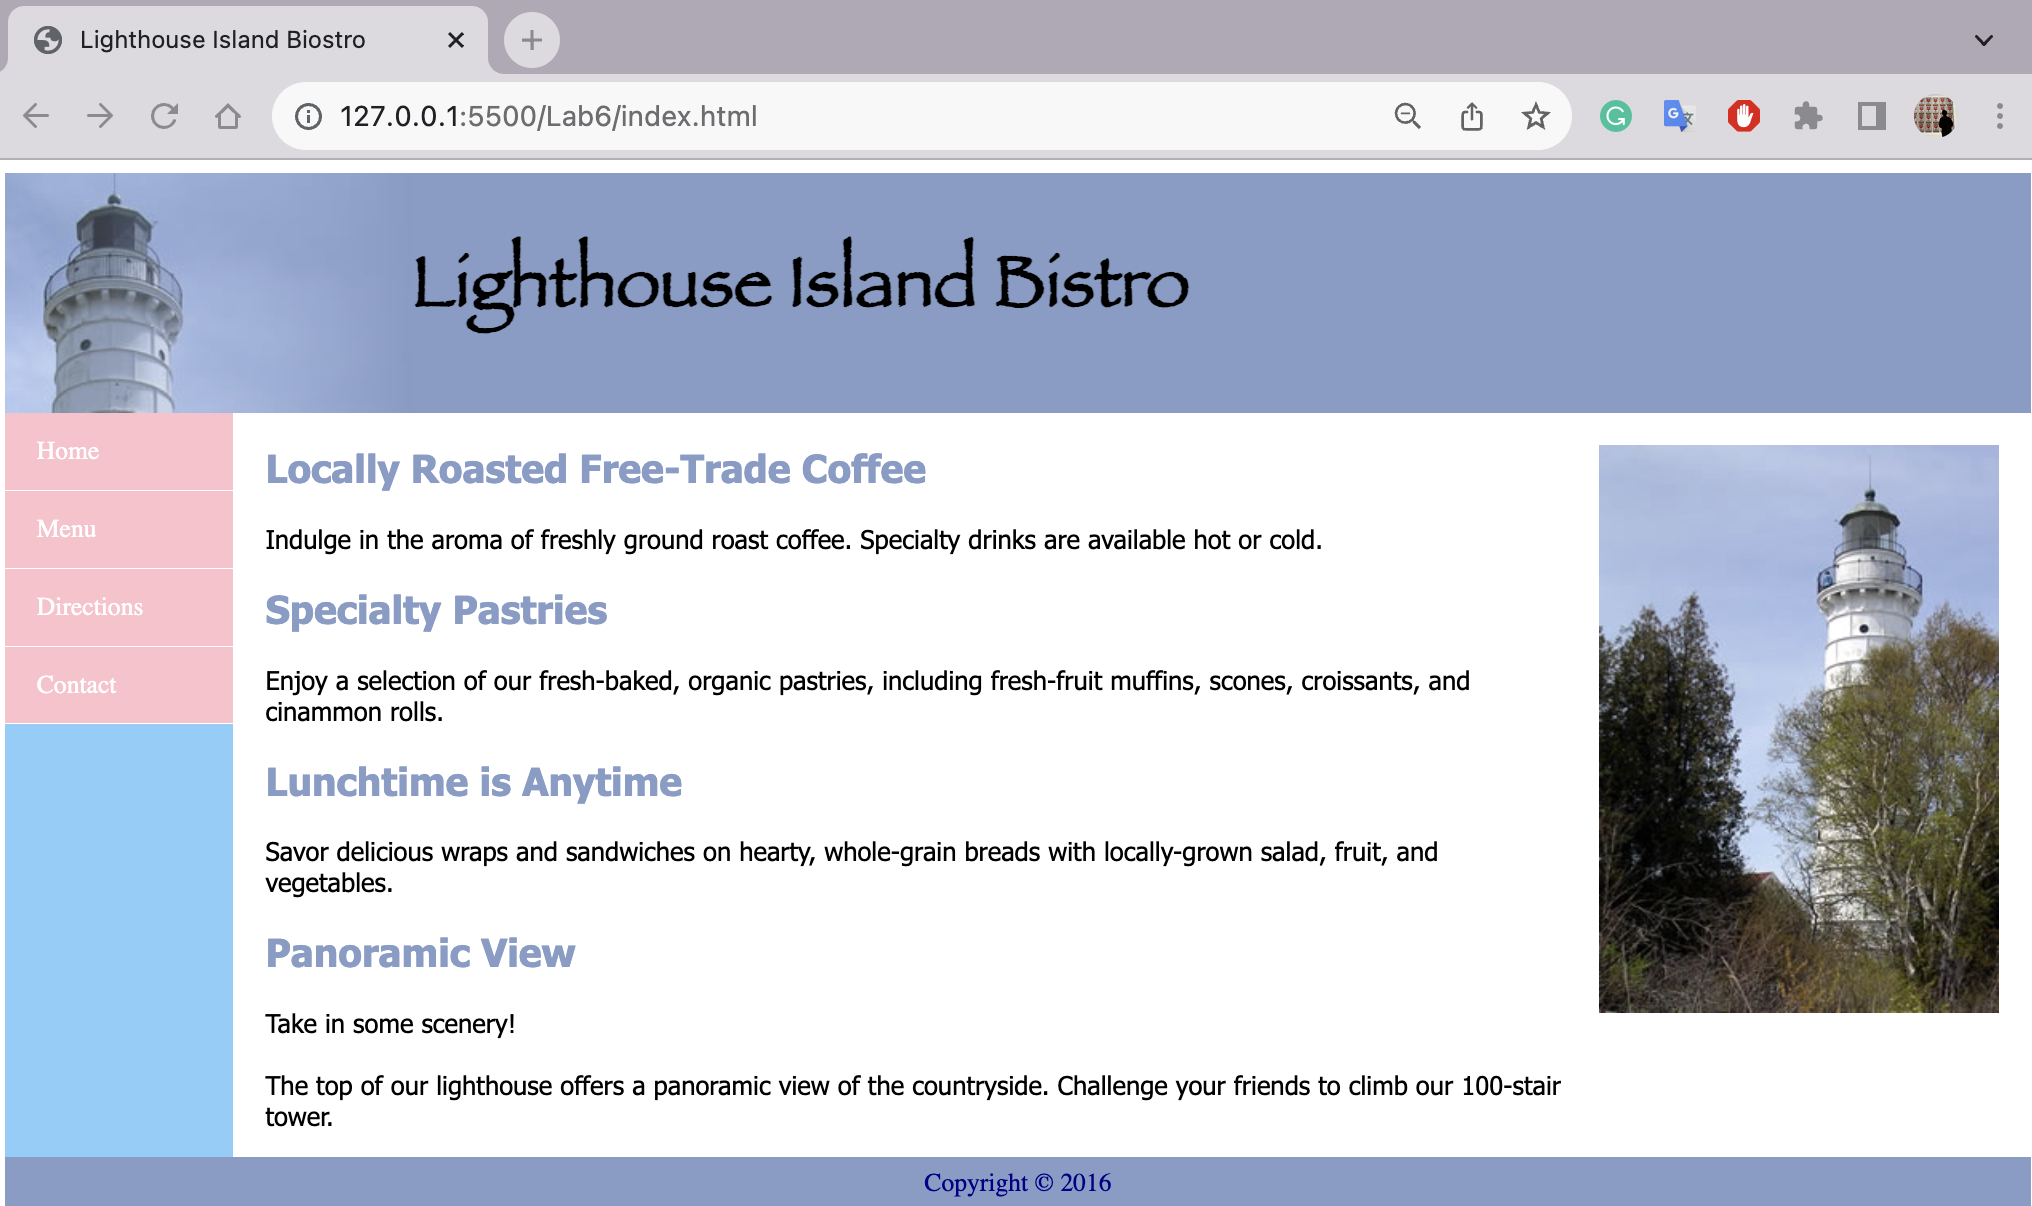 Lighthouse Island Biostro
127.0.0.1:5500/Lab6/index.html
Lighthouse Island Bistro
Home
Menu
Directions
Contact
Locally Roasted Free-Trade Coffee
Indulge in the aroma of freshly ground roast coffee. Specialty drinks are available hot or cold.
Specialty Pastries
Enjoy a selection of our fresh-baked, organic pastries, including fresh-fruit muffins, scones, croissants, and
cinammon rolls.
Lunchtime is Anytime
Savor delicious wraps and sandwiches on hearty, whole-grain breads with locally-grown salad, fruit, and
vegetables.
Panoramic View
Take in some scenery!
The top of our lighthouse offers a panoramic view of the countryside. Challenge your friends to climb our 100-stair
tower.
Copyright © 2016